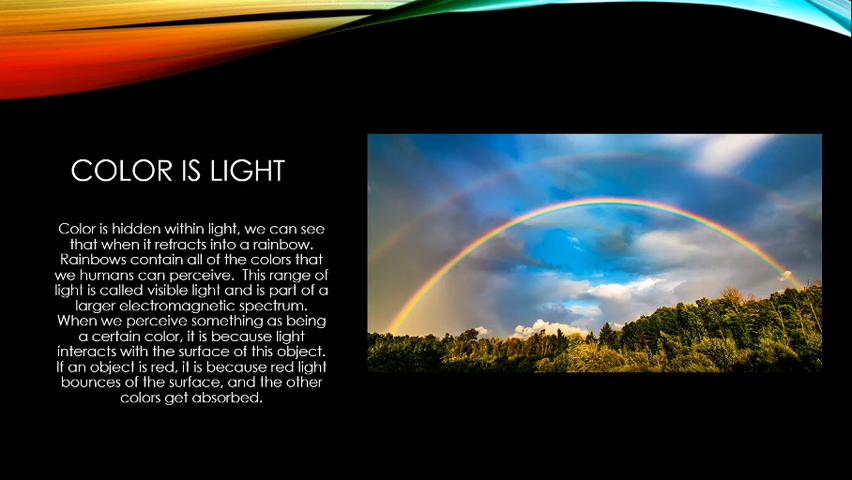 COLOR IS LIGHT
Color is hidden within light, we can see
that when it refracts into a rainbow.
Rainbows contain all of the colors that
we humans can perceive.  This range of
light is called visible light and is part of a
larger electromagnetic spectrum.
When we perceive something as being
a certain color, it is because light
interacts with the surface of this object.
If an object is red, it is because red light
bounces of the surface, and the other
colors get absorbed.